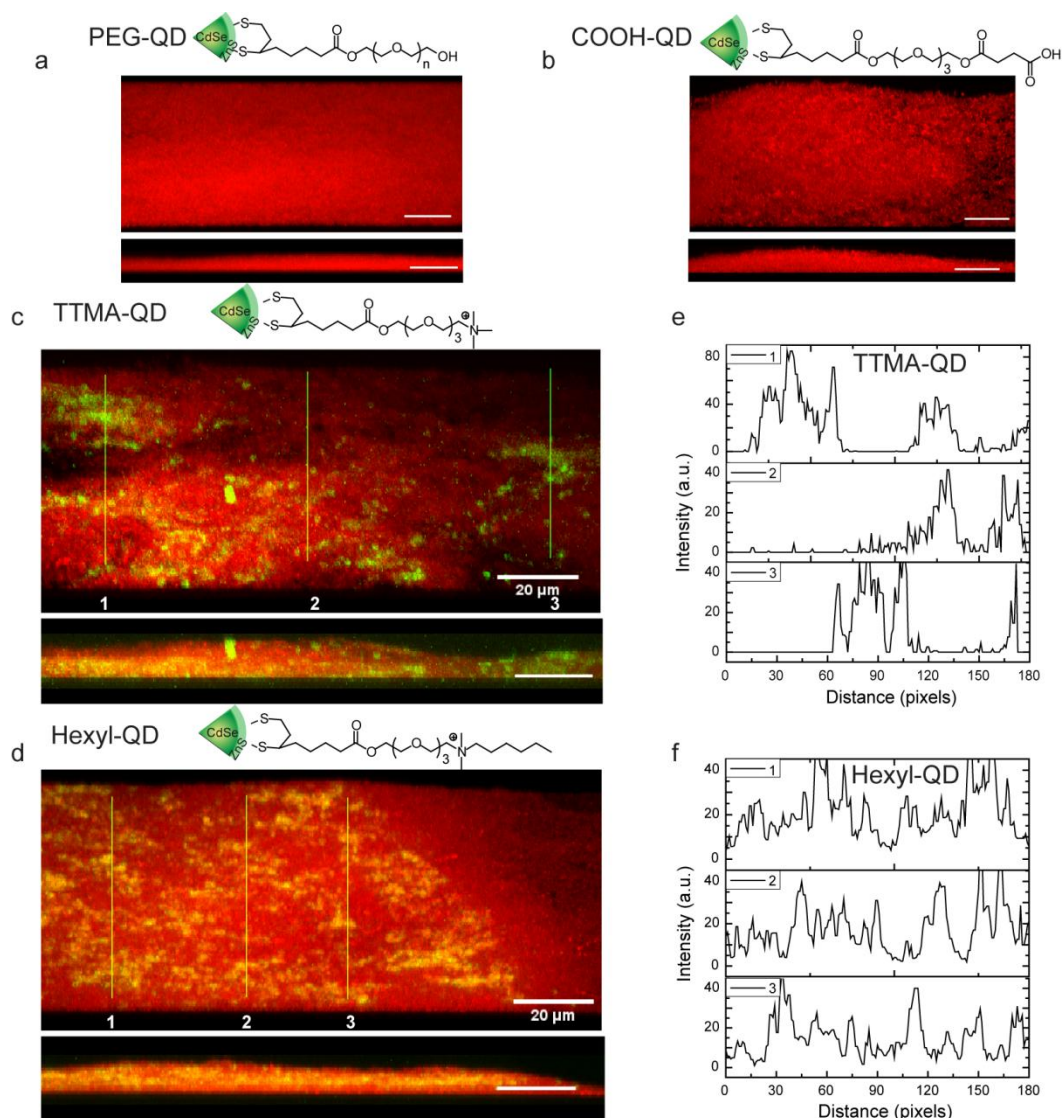 PEG-QD
CdSe
ZnS
S
S
O
O
O
n
OH
a
COOH-QD
CdSe
ZnS
S
S
O
O
O
3
O
O
O
OH
b
c
TTMA-QD
CdSe
ZnS
S
S
O
O
O
3
N
⊕
20 µm
1 2 3
d
Hexyl-QD
CdSe
ZnS
S
S
O
O
O
3
N
⊕
20 µm
1 2 3
e
TTMA-QD
1
80
40
0
2
40
20
0
3
40
20
0
Intensity (a.u.)
0 30 60 90 120 150 180
Distance (pixels)
f
Hexyl-QD
1
40
20
0
2
40
20
0
3
40
20
0
Intensity (a.u.)
0 30 60 90 120 150 180
Distance (pixels)